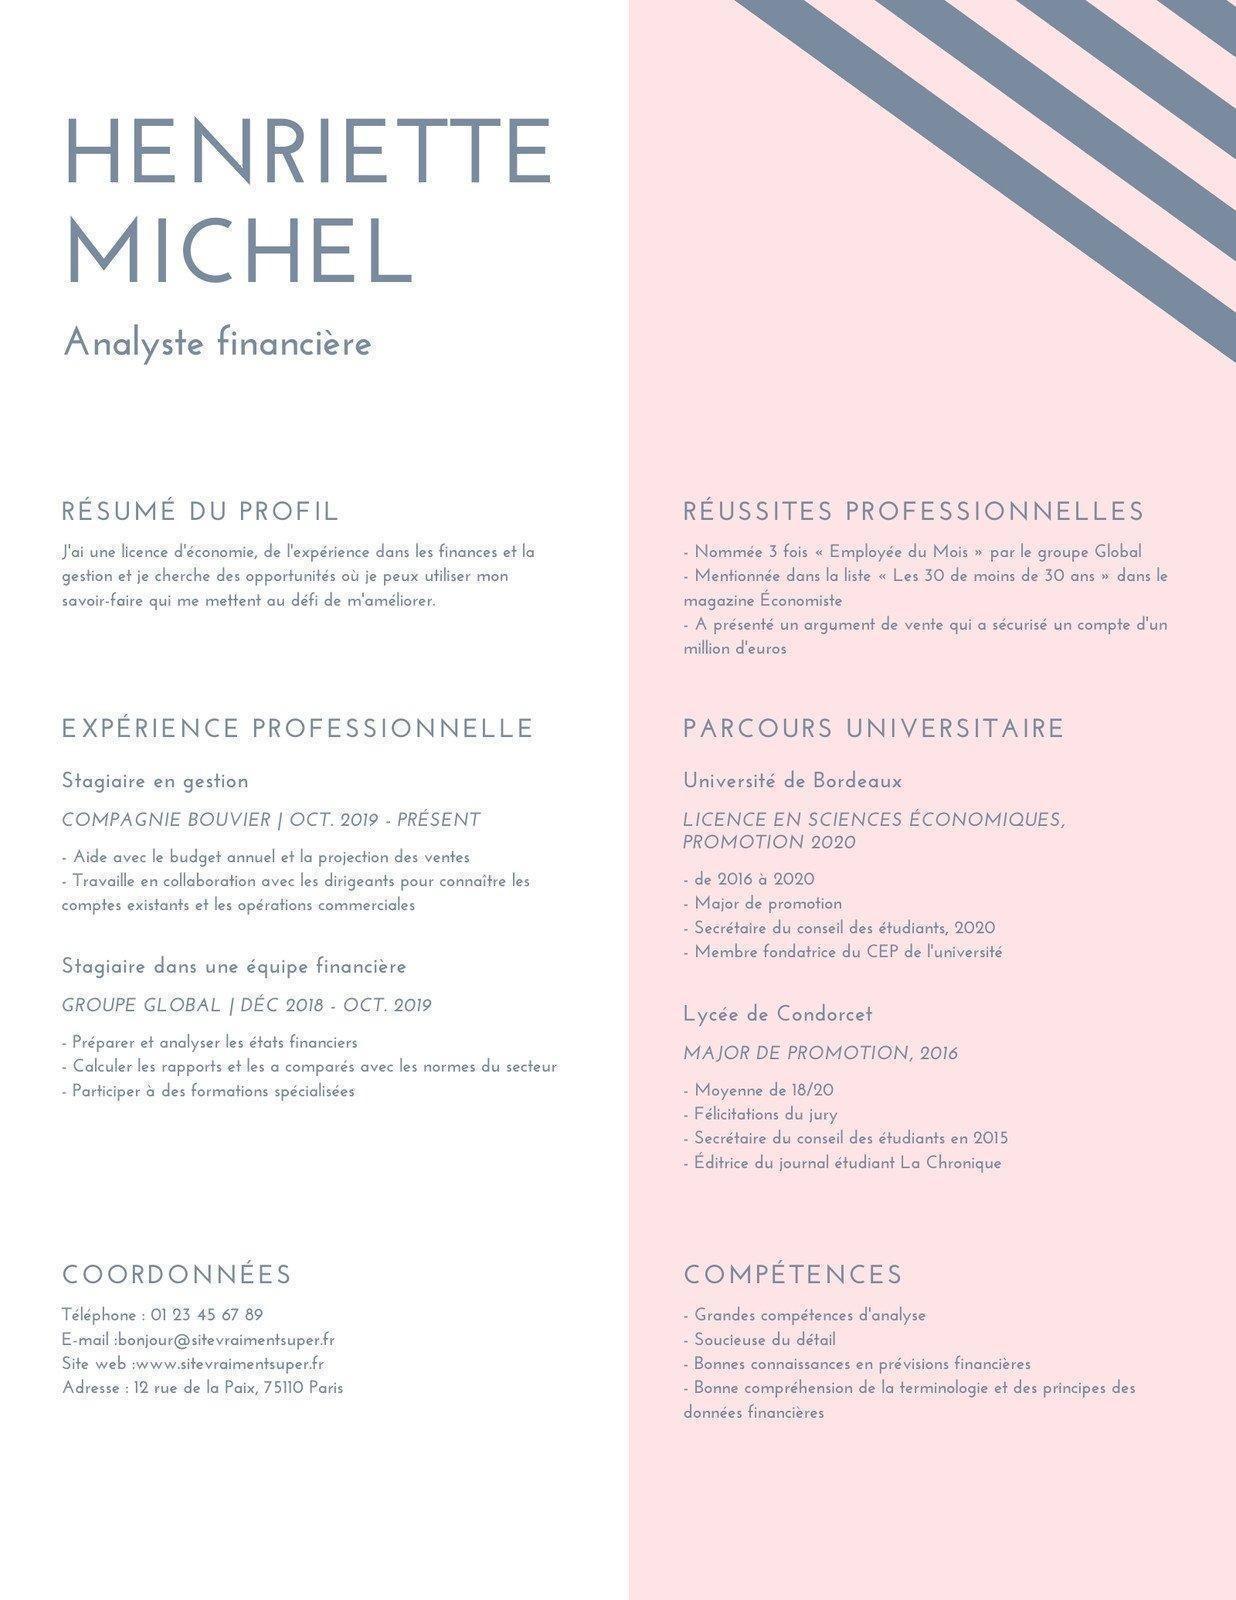 HENRIETTE
MICHEL
Analyste financière
RÉSUMÉ DU PROFIL
J'ai une licence d'économie, de l'expérience dans les finances et la
gestion et je cherche des opportunités où je peux utiliser mon
savoir-faire qui me mettent au défi de m'améliorer.
EXPÉRIENCE PROFESSIONNELLE
Stagiaire en gestion
COMPAGNIE BOUVIER | OCT. 2019 - PRÉSENT
- Aide avec le budget annuel et la projection des ventes
- Travaille en collaboration avec les dirigeants pour connaître les
comptes existants et les opérations commerciales
Stagiaire dans une équipe financière
GROUPE GLOBAL | DÉC 2018 - OCT. 2019
- Préparer et analyser les états financiers
- Calculer les rapports et les a comparés avec les normes du secteur
- Participer à des formations spécialisées
COORDONNÉES
Téléphone : 01 23 45 67 89
E-mail :bonjour@sitevraimentsuper.fr
Site web :www.sitevraimentsuper.fr
Adresse : 12 rue de la Paix, 75110 Paris
RÉUSSITES PROFESSIONNELLES
- Nommée 3 fois « Employée du Mois » par le groupe Global
- Mentionnée dans la liste « Les 30 de moins de 30 ans » dans le
magazine Économiste
- A présenté un argument de vente qui a sécurisé un compte d'un
million d'euros
PARCOURS UNIVERSITAIRE
Université de Bordeaux
LICENCE EN SCIENCES ÉCONOMIQUES,
PROMOTION 2020
- de 2016 à 2020
- Major de promotion
- Secrétaire du conseil des étudiants, 2020
- Membre fondatrice du CEP de l'université
Lycée de Condorcet
MAJOR DE PROMOTION, 2016
- Moyenne de 18/20
- Félicitations du jury
- Secrétaire du conseil des étudiants en 2015
- Éditrice du journal étudiant La Chronique
COMPÉTENCES
- Grandes compétences d'analyse
- Soucieuse du détail
- Bonnes connaissances en prévisions financières
- Bonne compréhension de la terminologie et des principes des
données financières